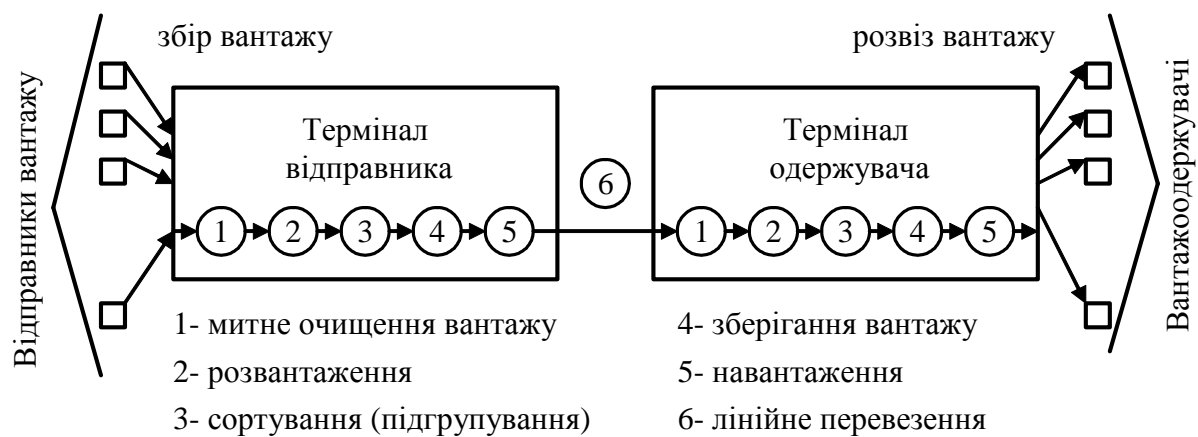 збір вантажу
розвіз вантажу
Відправники вантажу
Термінал
відправника
1 2 3 4 5
6
Термінал
одержувача
1 2 3 4 5
Вантажоодержувачі
1- митне очищення вантажу
2- розвантаження
3- сортування (підгрупування)
4- зберігання вантажу
5- навантаження
6- лінійне перевезення